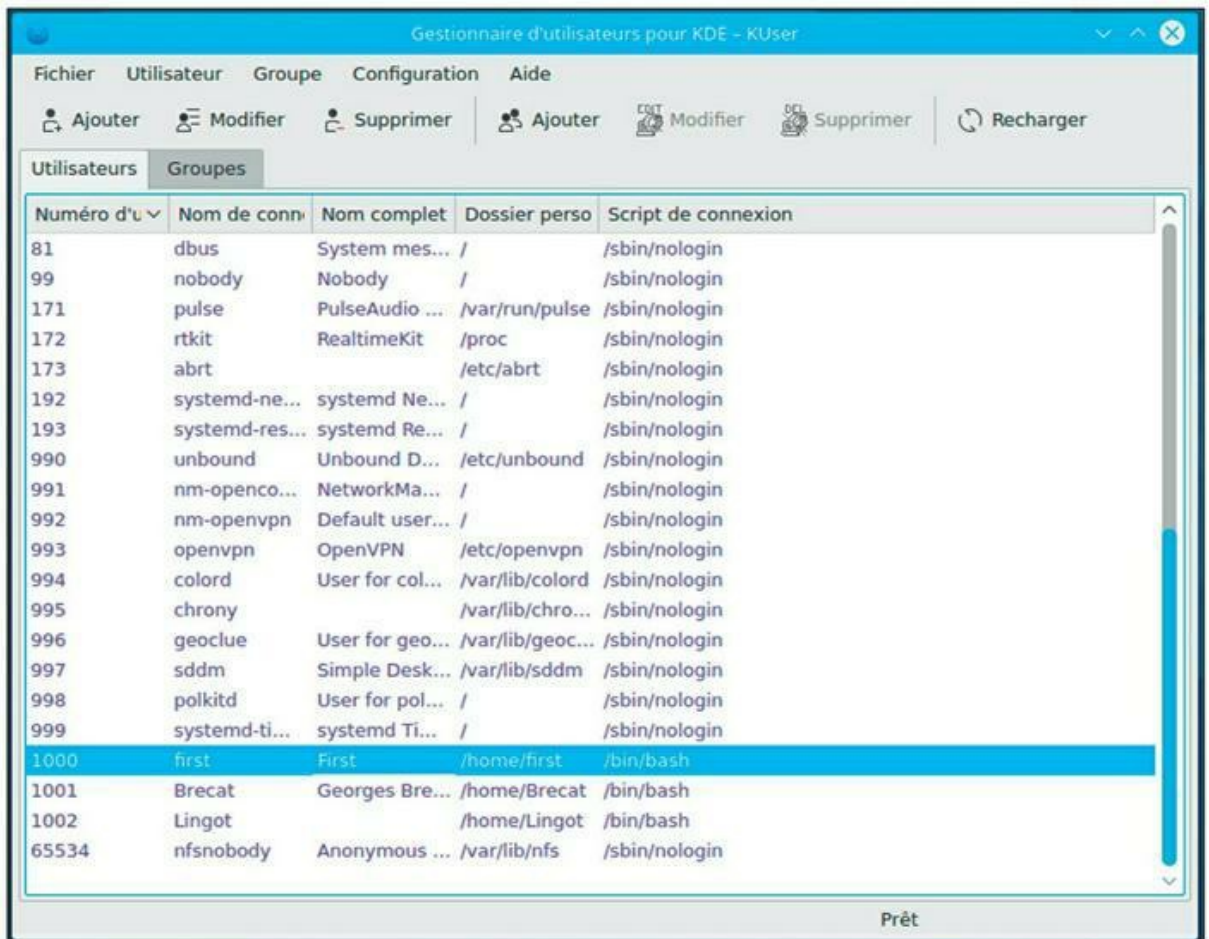 Gestionnaire d'utilisateurs pour KDE – KUser
Fichier Utilisateur Groupe Configuration Aide
Ajouter Modifier Supprimer Ajouter EDIT Modifier DEL Supprimer Recharger
Utilisateurs Groupes
Numéro d'u Nom de conn Nom complet Dossier perso Script de connexion
81 dbus System mes... / /sbin/nologin
99 nobody Nobody / /sbin/nologin
171 pulse PulseAudio ... /var/run/pulse /sbin/nologin
172 rtkit RealtimeKit /proc /sbin/nologin
173 abrt /etc/abrt /sbin/nologin
192 systemd-ne... systemd Ne... / /sbin/nologin
193 systemd-res... systemd Re... / /sbin/nologin
990 unbound Unbound D... /etc/unbound /sbin/nologin
991 nm-openco... NetworkMa... / /sbin/nologin
992 nm-openvpn Default user... / /sbin/nologin
993 openvpn OpenVPN /etc/openvpn /sbin/nologin
994 colord User for col... /var/lib/colord /sbin/nologin
995 chrony /var/lib/chro... /sbin/nologin
996 geoclue User for geo... /var/lib/geoc... /sbin/nologin
997 sddm Simple Desk... /var/lib/sddm /sbin/nologin
998 polkitd User for pol... / /sbin/nologin
999 systemd-ti... systemd Ti... / /sbin/nologin
1000 first First /home/first /bin/bash
1001 Brecat Georges Bre... /home/Brecat /bin/bash
1002 Lingot /home/Lingot /bin/bash
65534 nfsnobody Anonymous ... /var/lib/nfs /sbin/nologin
Prêt